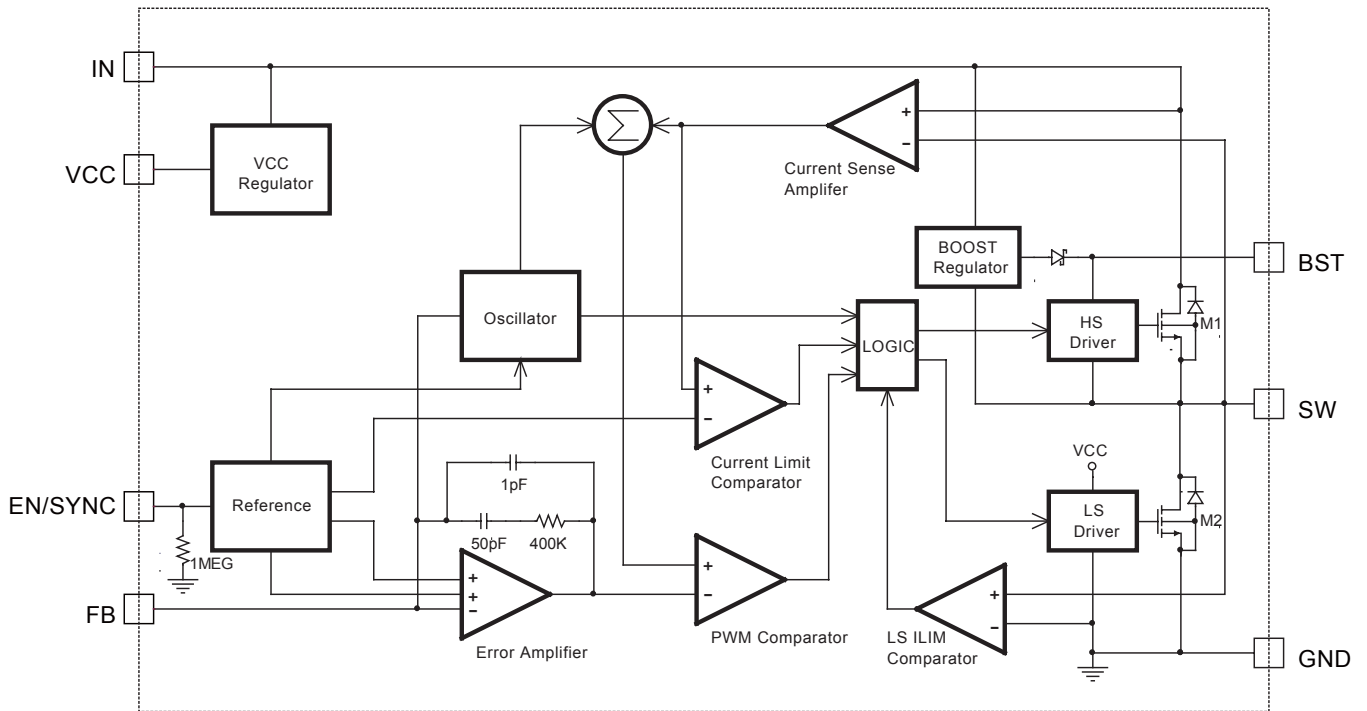 IN
VCC
VCC
Regulator
Σ
+
−
Current Sense
Amplifer
BOOST
Regulator
BST
Oscillator
LOGIC
HS
Driver
M1
+
−
Current Limit
Comparator
SW
VCC
EN/SYNC
Reference
1pF
50pF
400K
LS
Driver
M2
1MEG
+
+
−
Error Amplifier
+
−
PWM Comparator
+
−
LS ILIM
Comparator
FB
GND